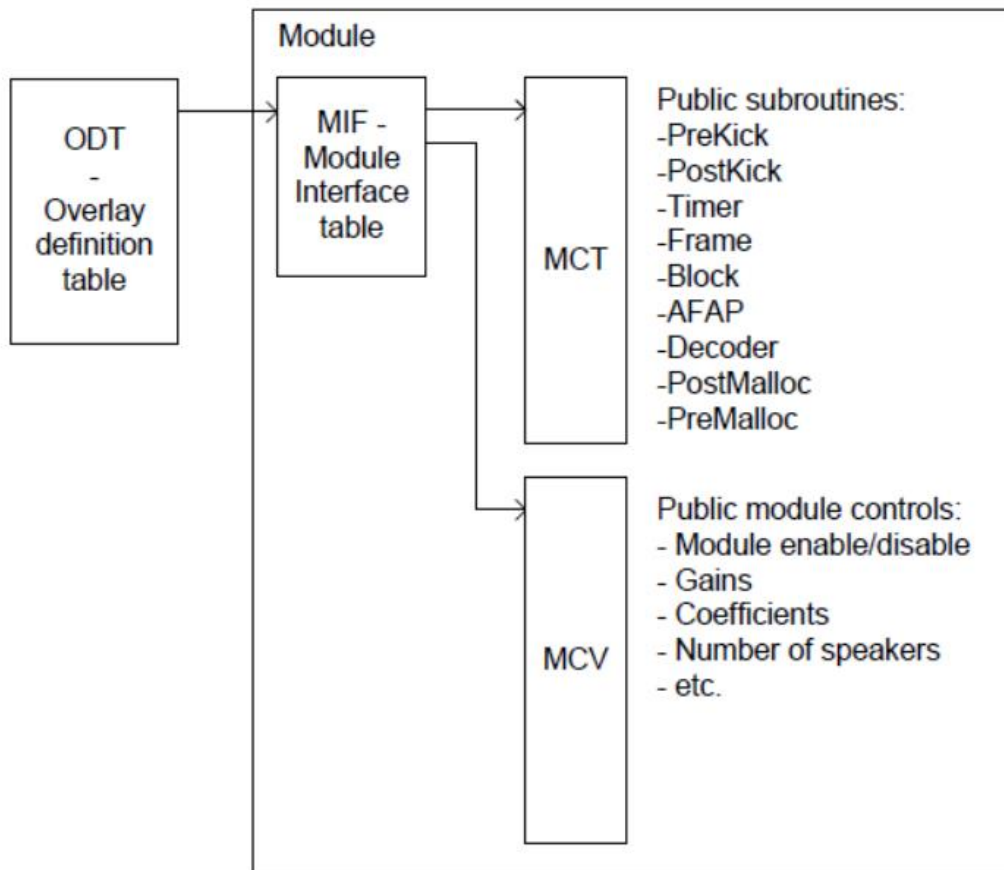 Module
ODT
-
Overlay
definition
table
MIF -
Module
Interface
table
MCT
Public subroutines:
-PreKick
-PostKick
-Timer
-Frame
-Block
-AFAP
-Decoder
-PostMalloc
-PreMalloc
MCV
Public module controls:
- Module enable/disable
- Gains
- Coefficients
- Number of speakers
- etc.